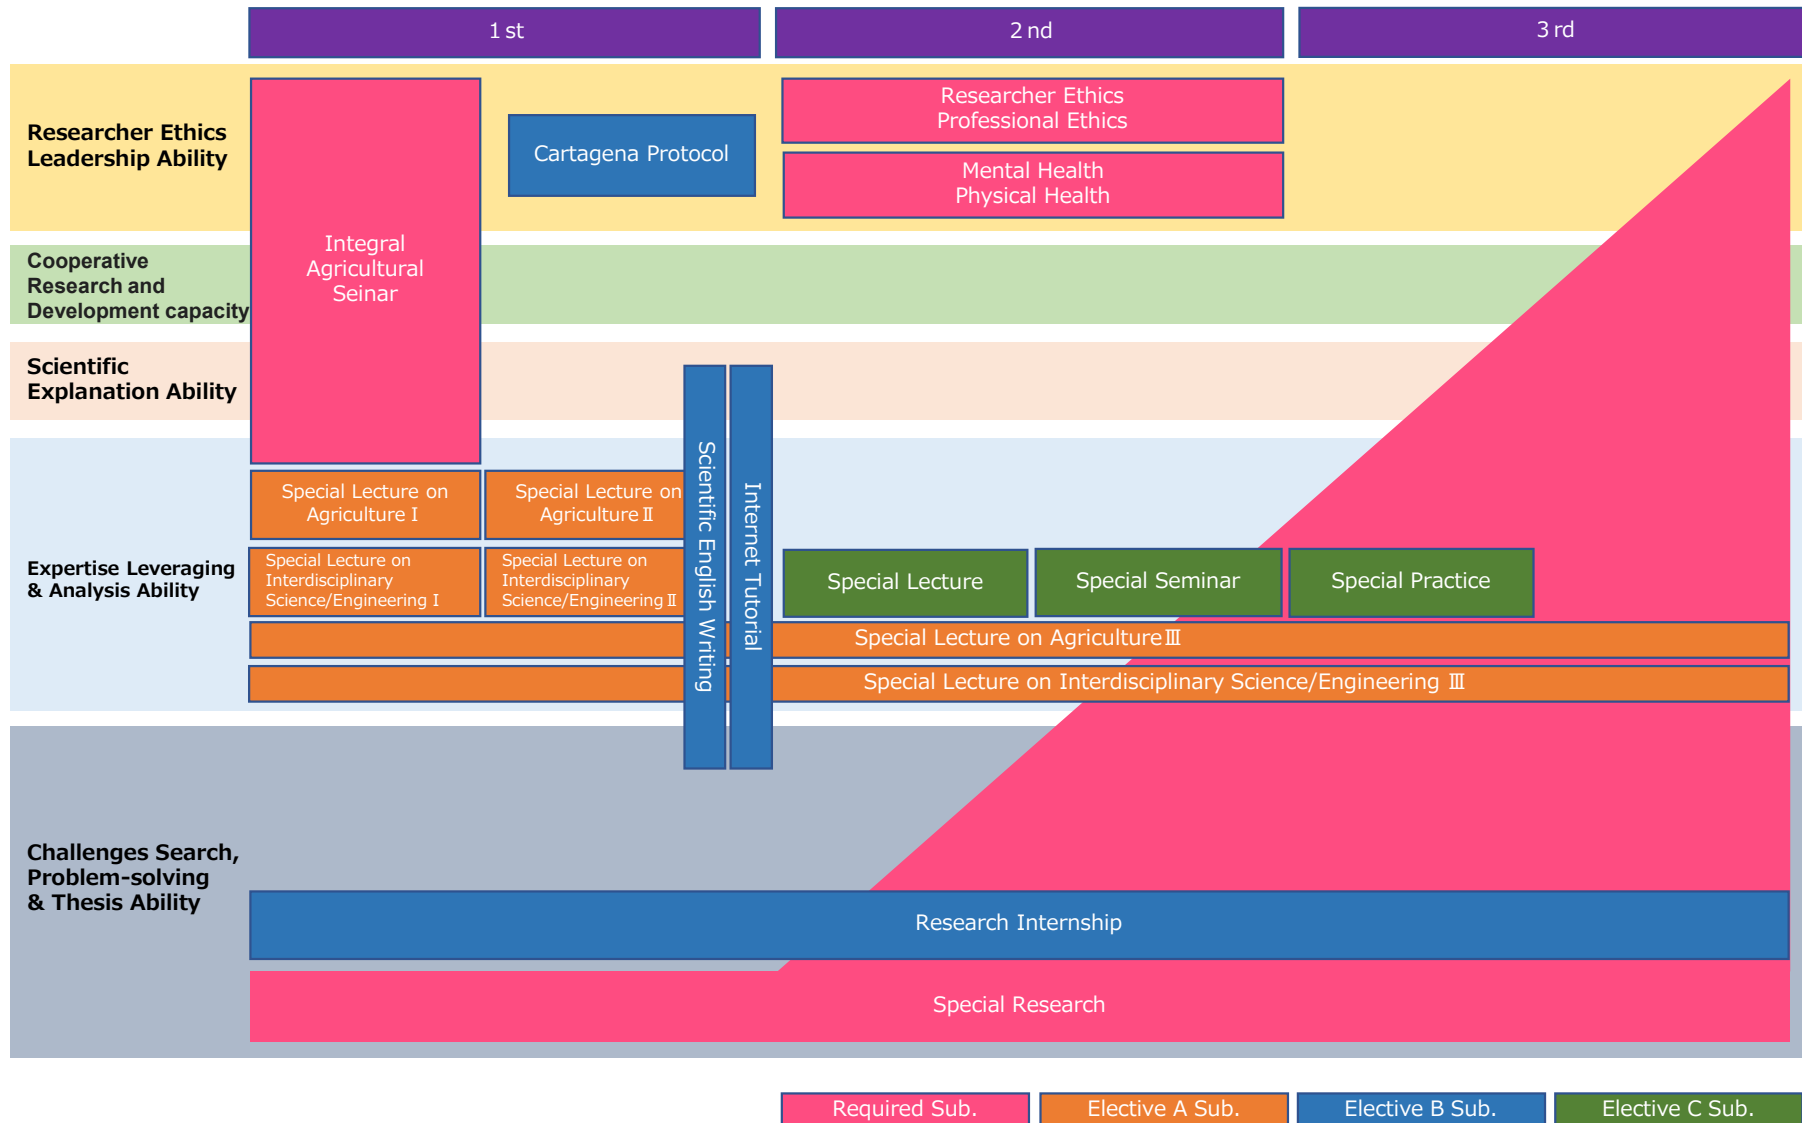 1 st
2 nd
3 rd
Researcher Ethics
Leadership Ability
Integral
Agricultural
Seinar
Cartagena Protocol
Researcher Ethics
Professional Ethics
Mental Health
Physical Health
Cooperative
Research and
Development capacity
Scientific
Explanation Ability
Expertise Leveraging
& Analysis Ability
Special Lecture on
Agriculture Ⅰ
Special Lecture on
Agriculture Ⅱ
Special Lecture on
Interdisciplinary
Science/Engineering Ⅰ
Special Lecture on
Interdisciplinary
Science/Engineering Ⅱ
Scientific English Writing
Internet Tutorial
Special Lecture
Special Seminar
Special Practice
Special Lecture on Agriculture Ⅲ
Special Lecture on Interdisciplinary Science/Engineering Ⅲ
Challenges Search,
Problem-solving
& Thesis Ability
Research Internship
Special Research
Required Sub.
Elective A Sub.
Elective B Sub.
Elective C Sub.